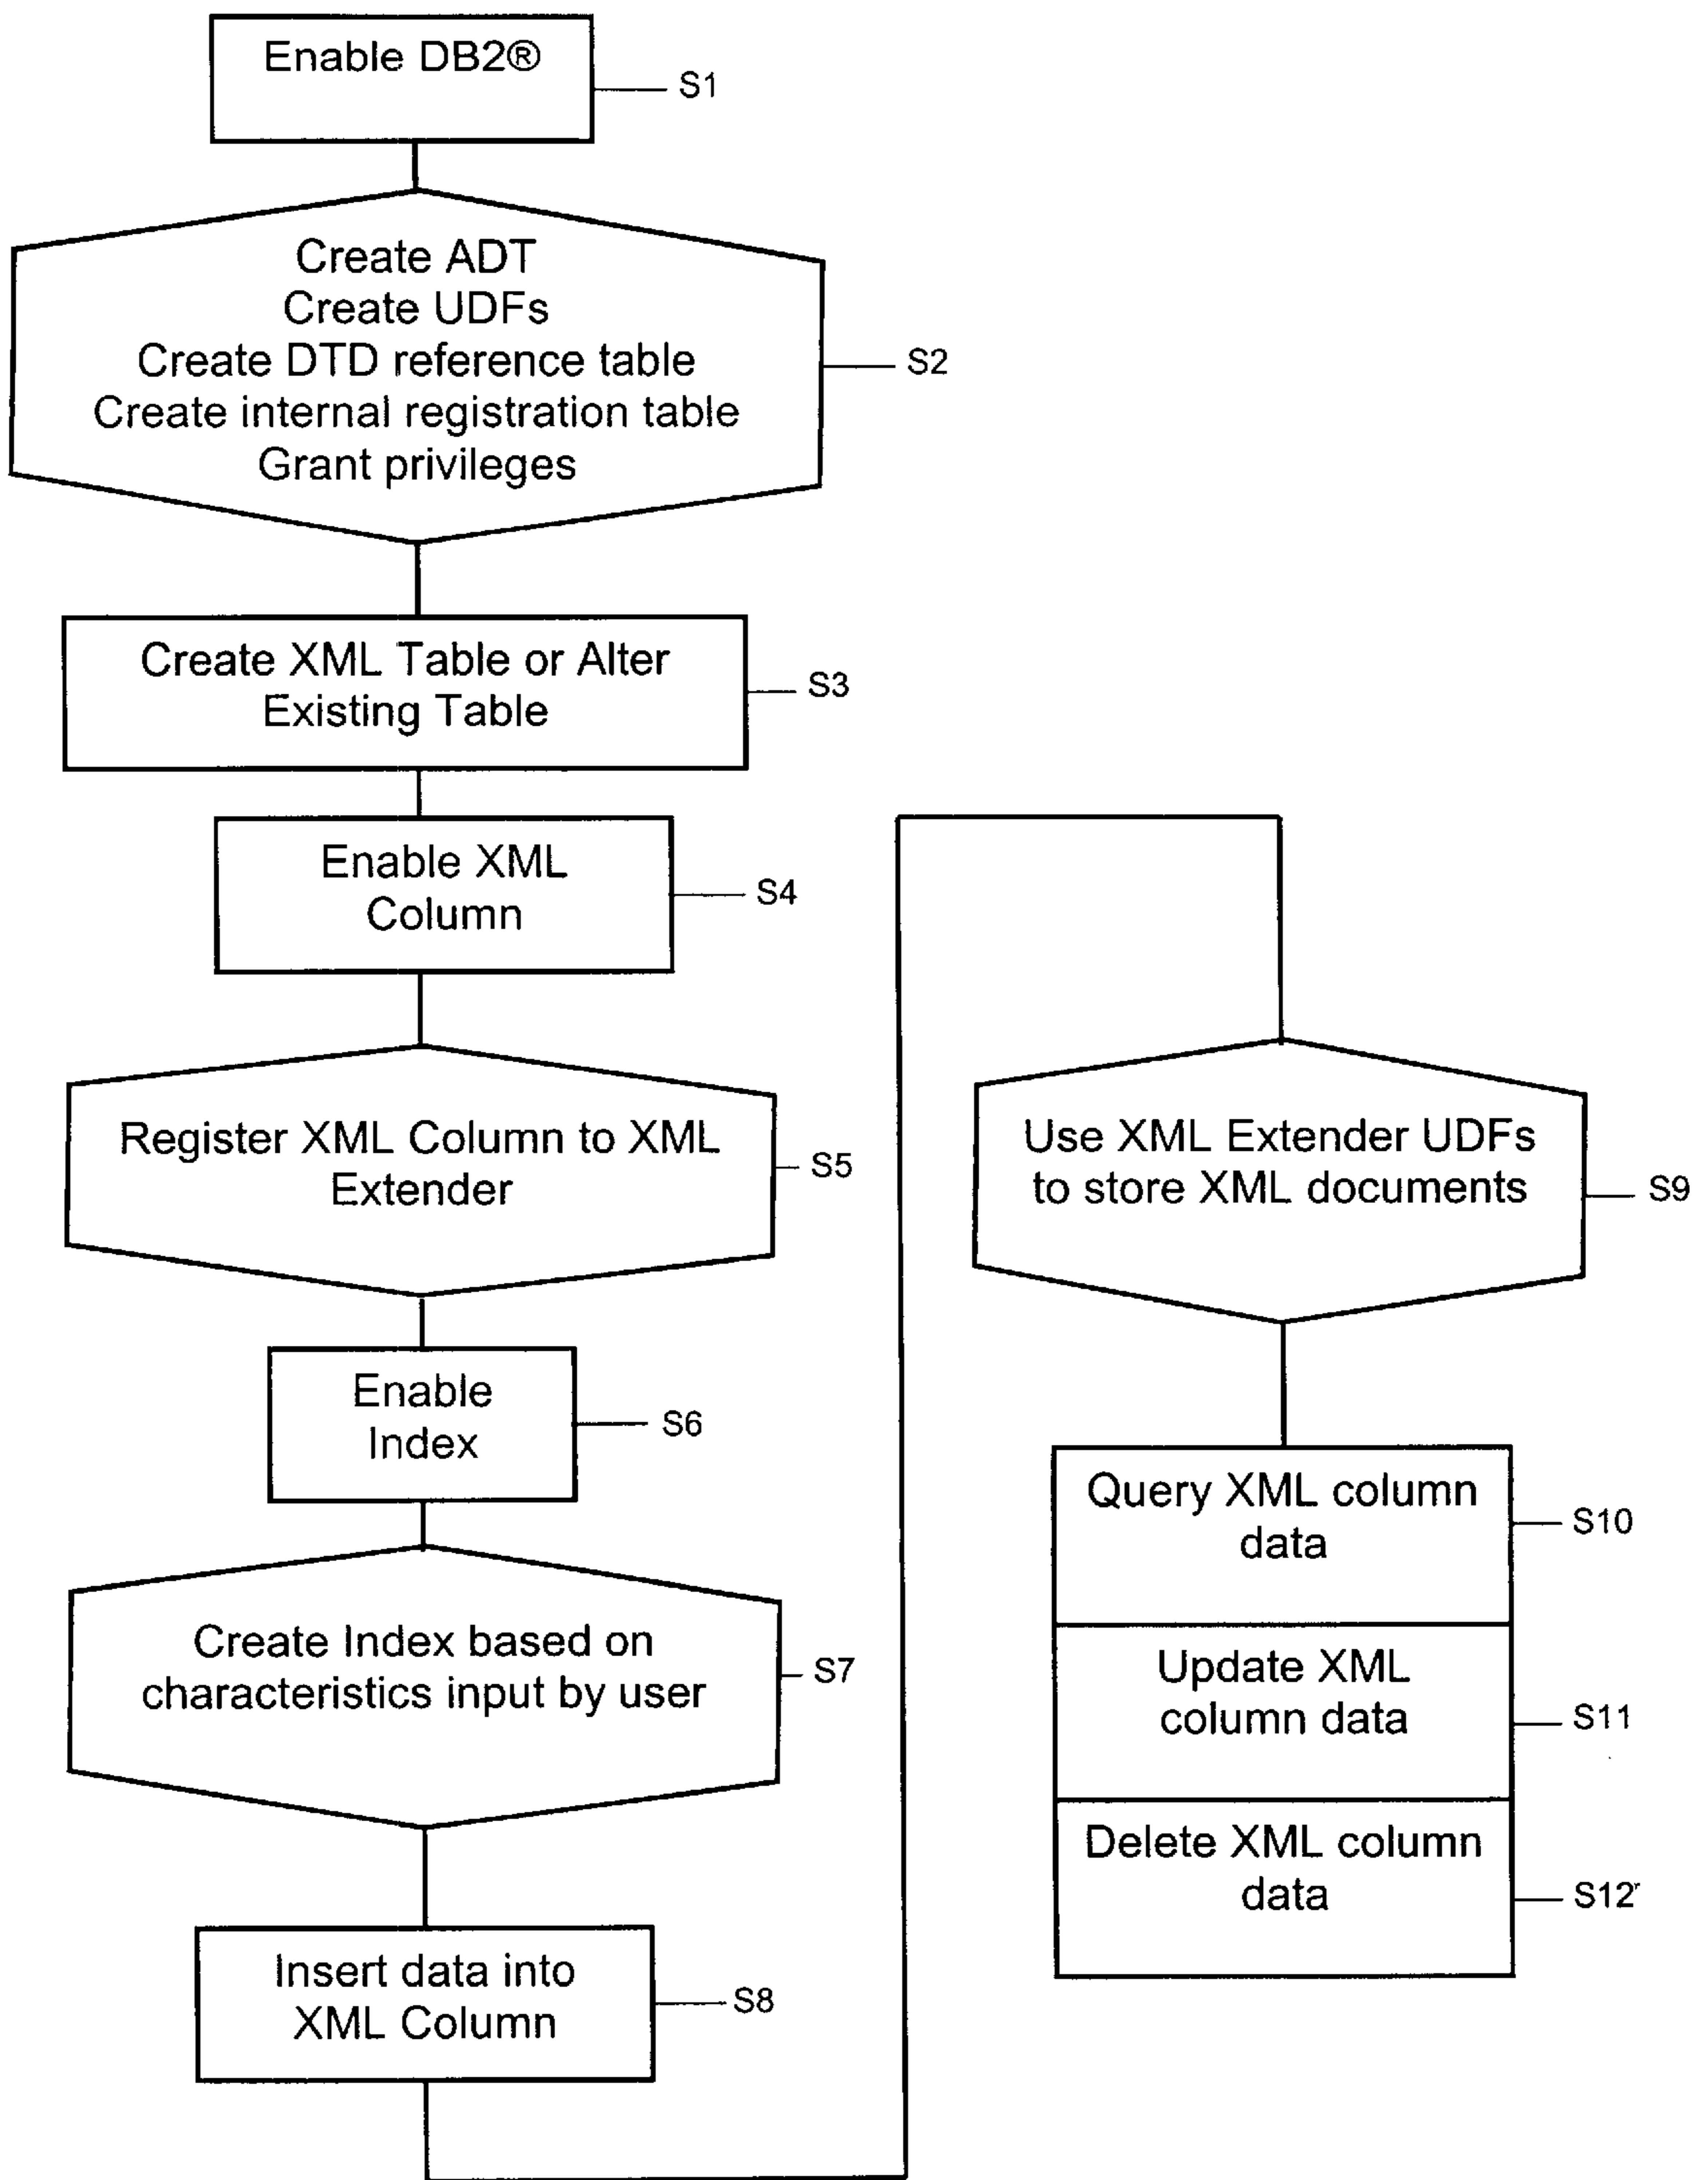 Enable DB2®
S1
Create ADT
Create UDFs
Create DTD reference table
Create internal registration table
Grant privileges
S2
Create XML Table or Alter
Existing Table
S3
Enable XML
Column
S4
Register XML Column to XML
Extender
S5
Enable
Index
S6
Create Index based on
characteristics input by user
S7
Insert data into
XML Column
S8
Use XML Extender UDFs
to store XML documents
S9
Query XML column
data
S10
Update XML
column data
S11
Delete XML column
data
S12